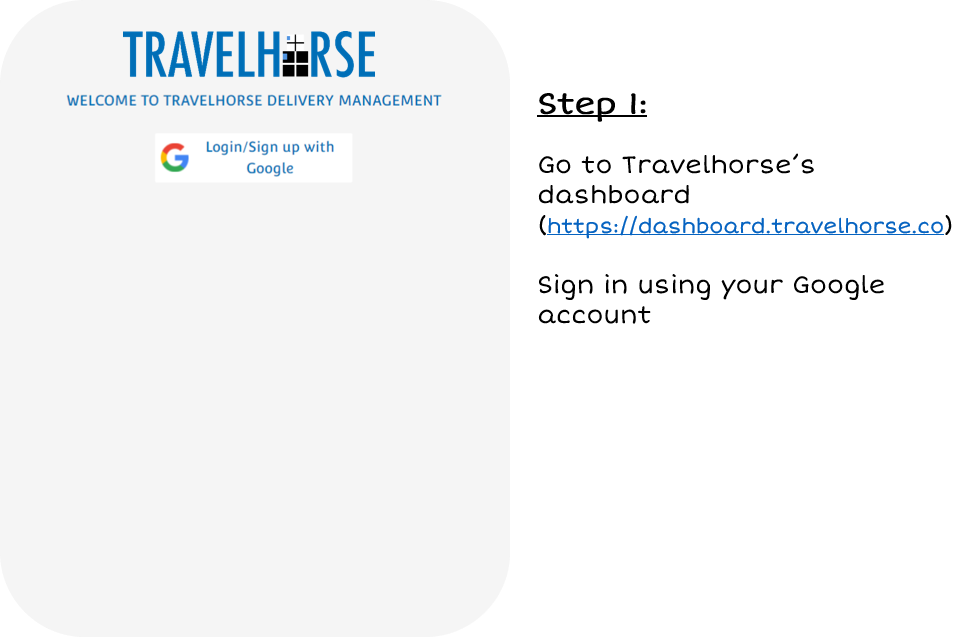 TRAVELHORSE
WELCOME TO TRAVELHORSE DELIVERY MANAGEMENT
Login/Sign up with
Google
Step 1:
Go to Travelhorse’s
dashboard
(https://dashboard.travelhorse.co)
Sign in using your Google
account